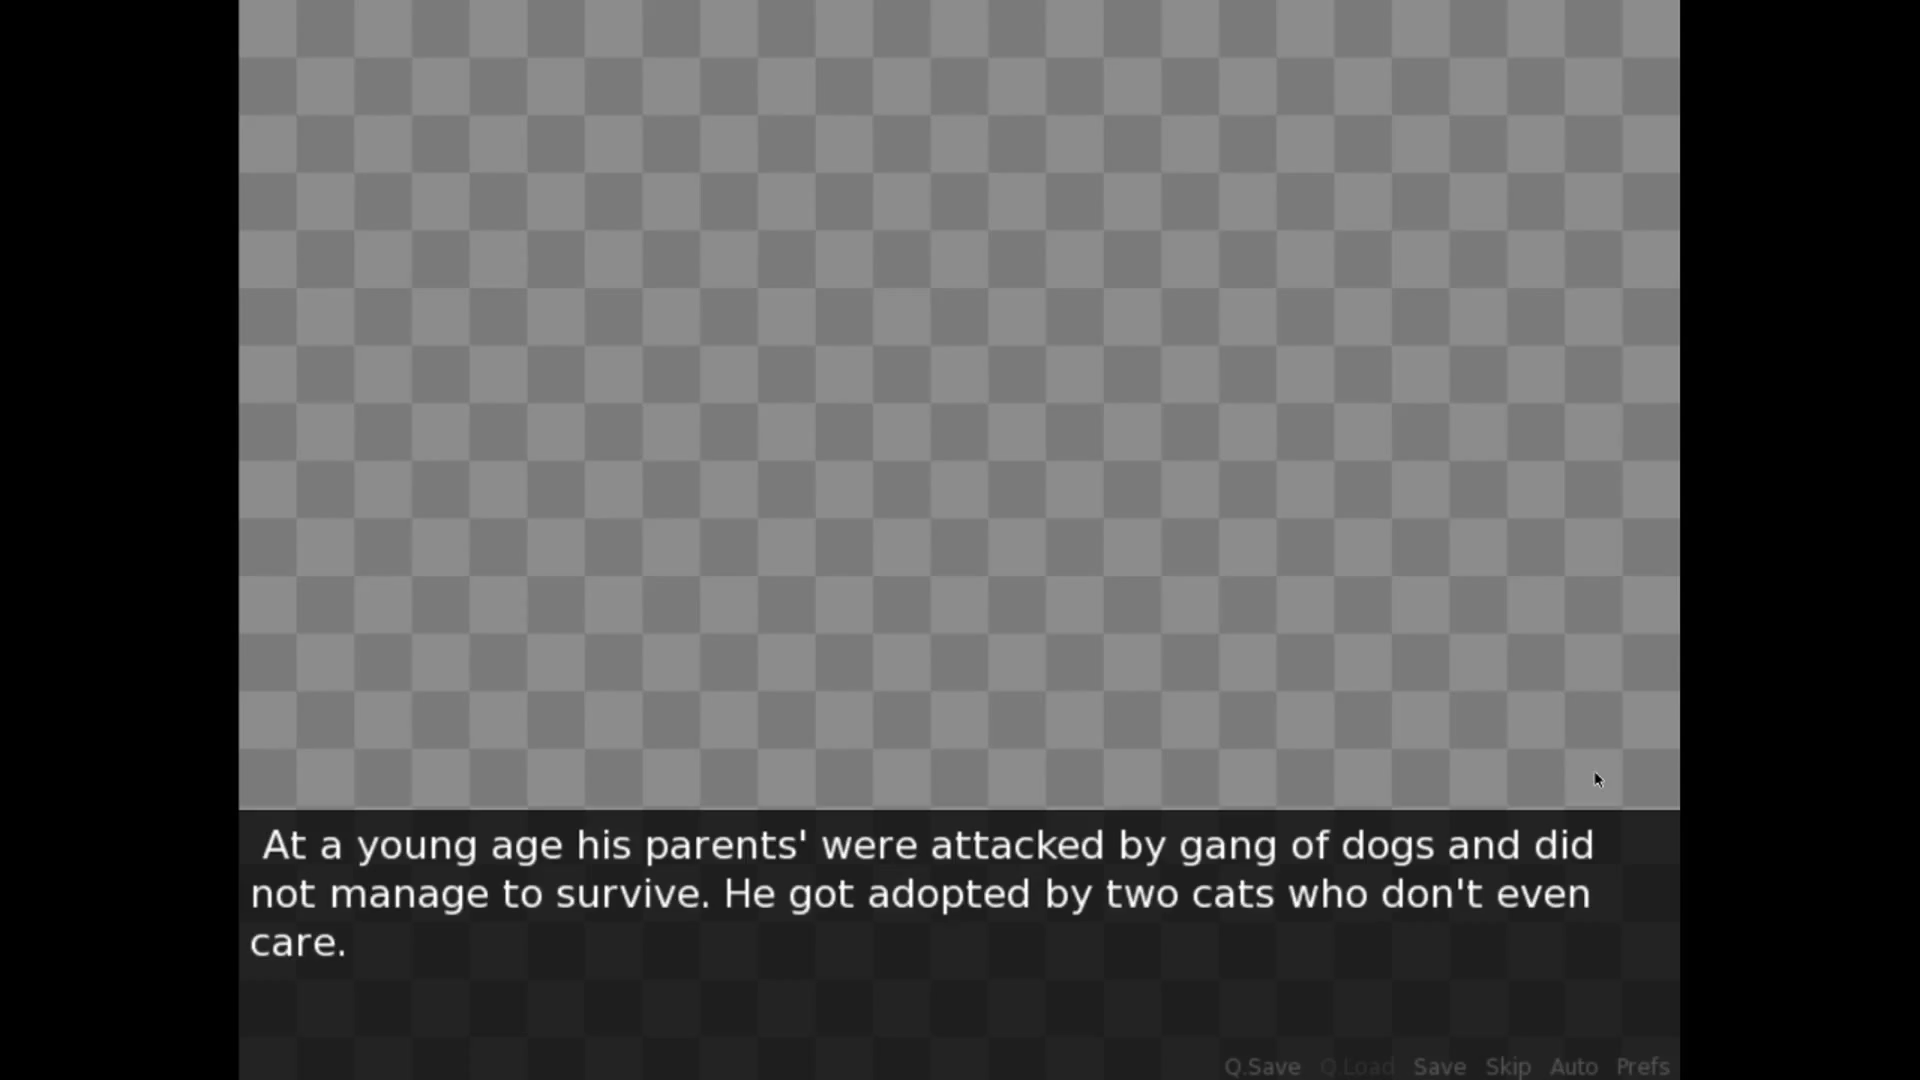 At a young age his parents' were attacked by gang of dogs and did
not manage to survive. He got adopted by two cats who don't even
care.
Q.Save Q.Load Save Skip Auto Prefs